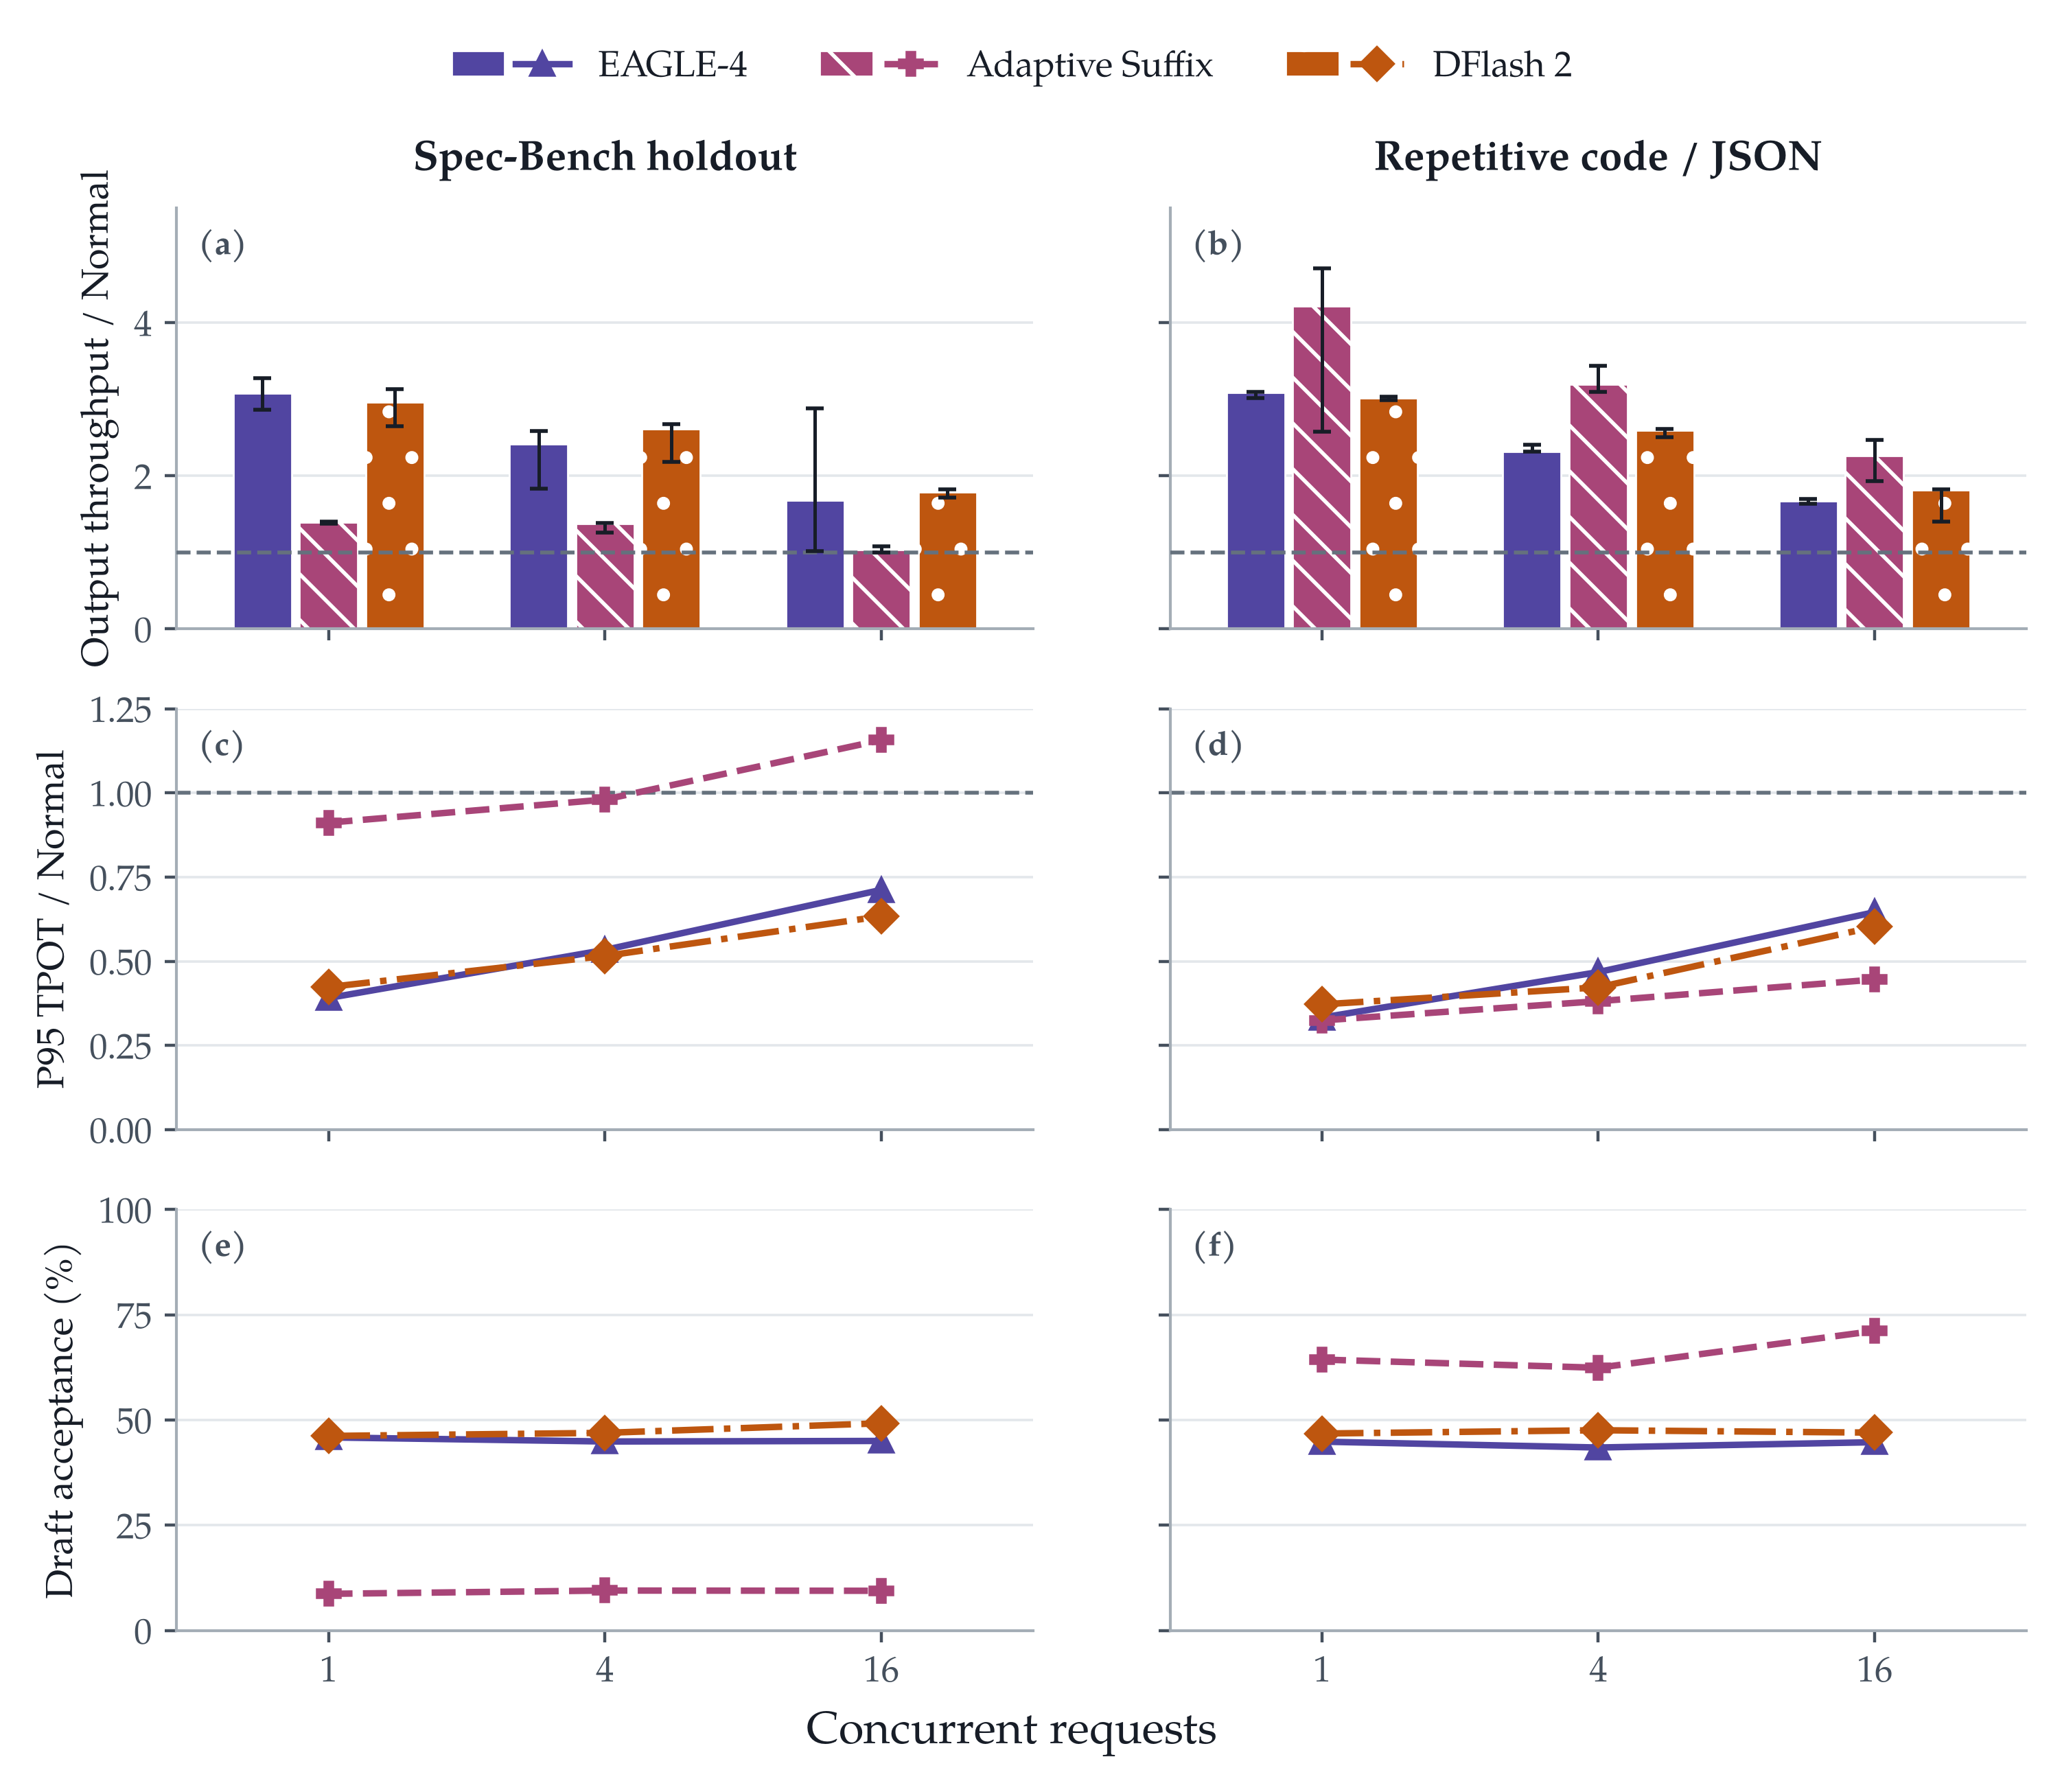 EAGLE-4 Adaptive Suffix DFlash 2
Spec-Bench holdout
Repetitive code / JSON
Output throughput / Normal
(a)
4
2
0
(b)
P95 TPOT / Normal
1.25
(c)
1.00
0.75
0.50
0.25
0.00
(d)
Draft acceptance (%)
100
(e)
75
50
25
0
(f)
1 4 16
1 4 16
Concurrent requests